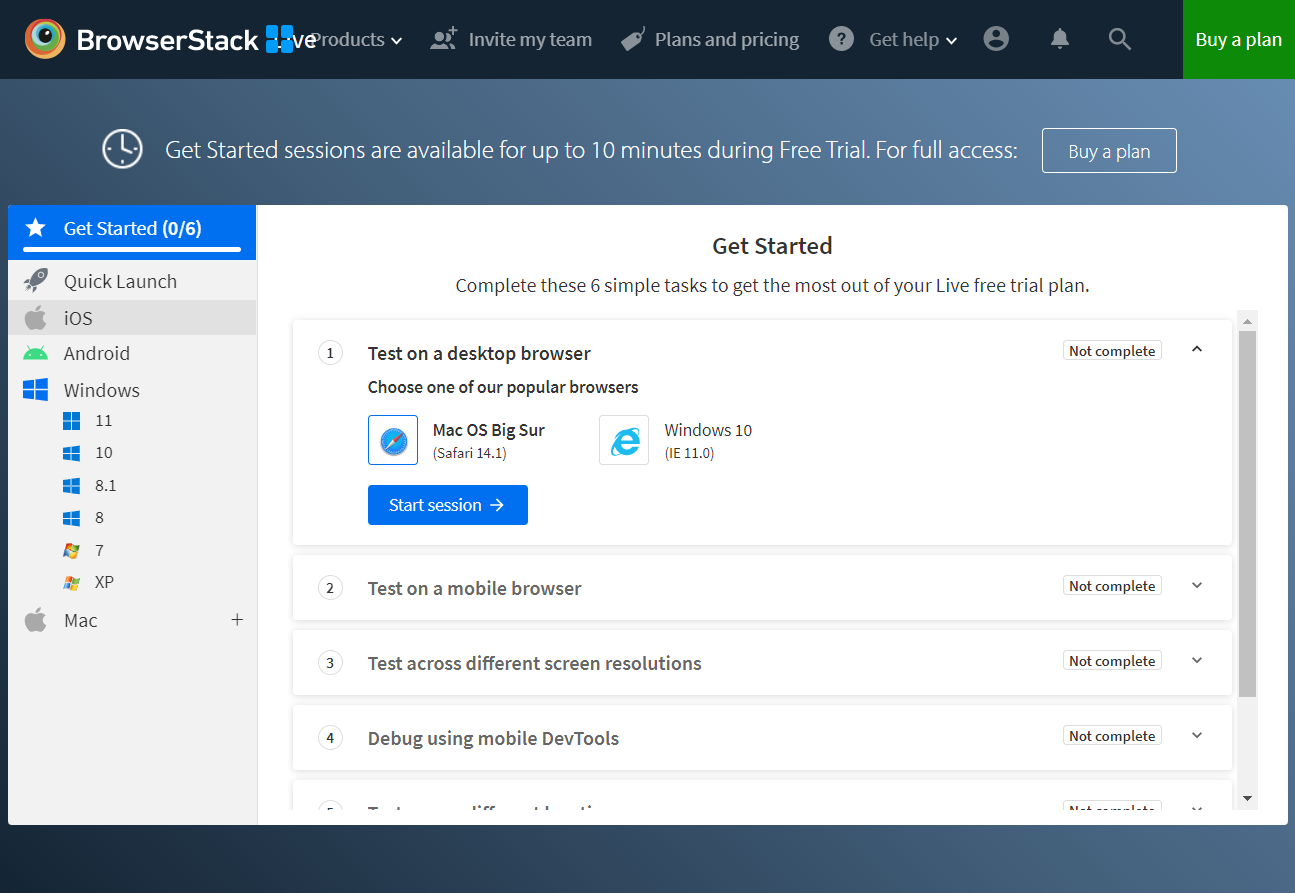 BrowserStack Live Products Invite my team Plans and pricing ? Get help Buy a plan
Get Started sessions are available for up to 10 minutes during Free Trial. For full access: Buy a plan
Get Started (0/6)
Quick Launch
iOS
Android
Windows
11
10
8.1
8
7
XP
Mac +
Get Started
Complete these 6 simple tasks to get the most out of your Live free trial plan.
1 Test on a desktop browser Not complete
Choose one of our popular browsers
Mac OS Big Sur
(Safari 14.1)
Windows 10
(IE 11.0)
Start session →
2 Test on a mobile browser Not complete
3 Test across different screen resolutions Not complete
4 Debug using mobile DevTools Not complete
Not complete